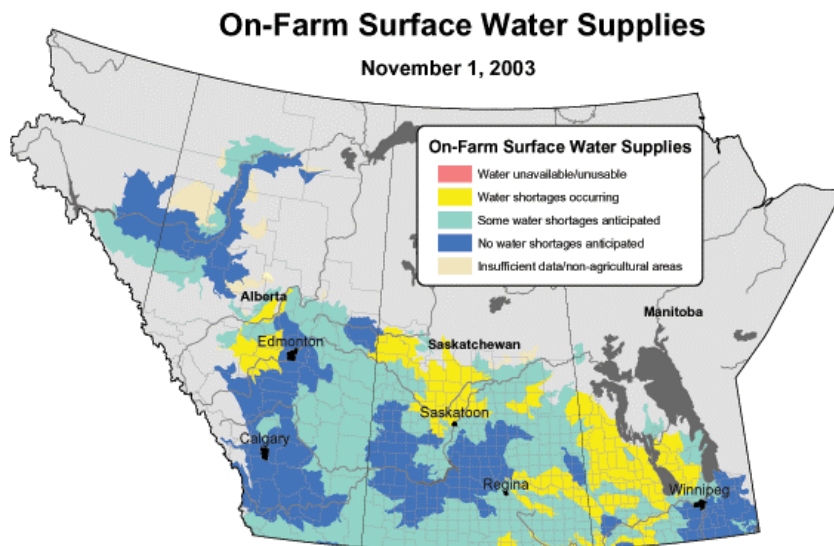 On-Farm Surface Water Supplies
November 1, 2003
On-Farm Surface Water Supplies
Water unavailable/unusable
Water shortages occurring
Some water shortages anticipated
No water shortages anticipated
Insufficient data/non-agricultural areas
Alberta
Manitoba
Saskatchewan
Edmonton
Saskatoon
Calgary
Regina
Winnipeg